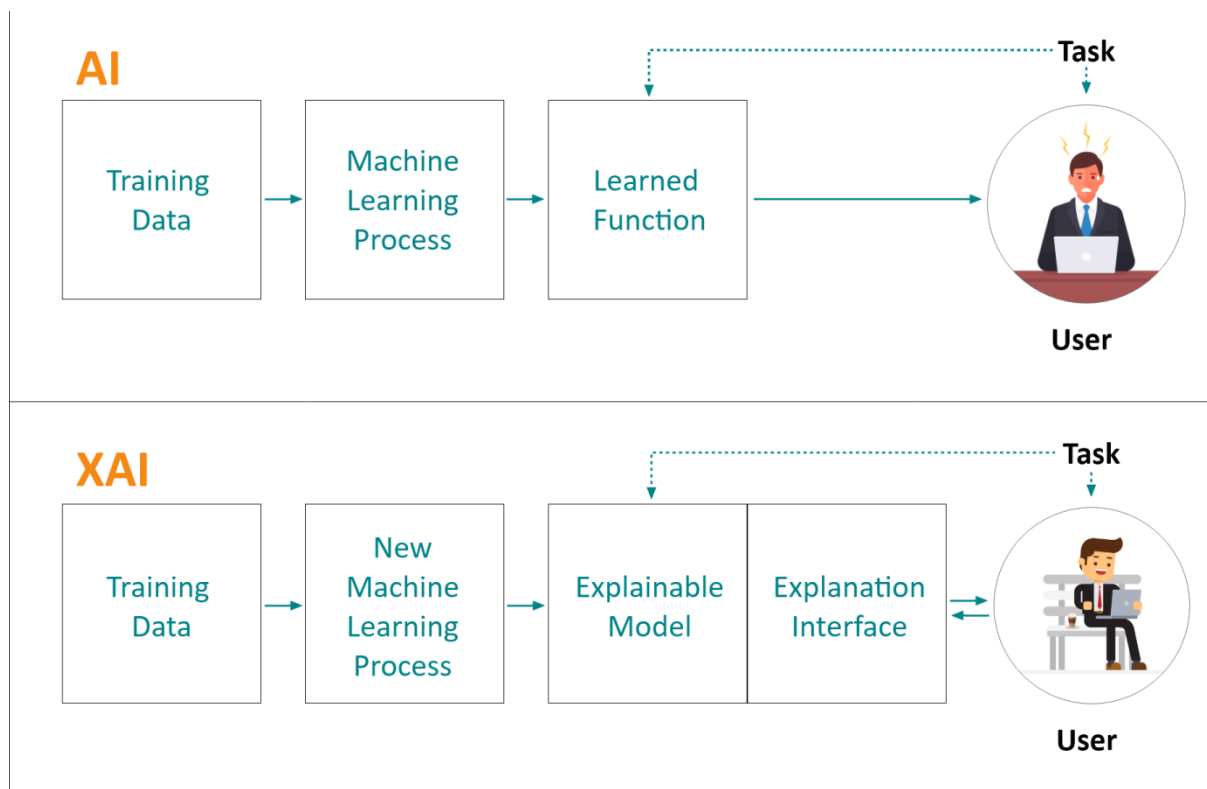 AI
Task
Training
Data
Machine
Learning
Process
Learned
Function
User
XAI
Task
Training
Data
New
Machine
Learning
Process
Explainable
Model
Explanation
Interface
User